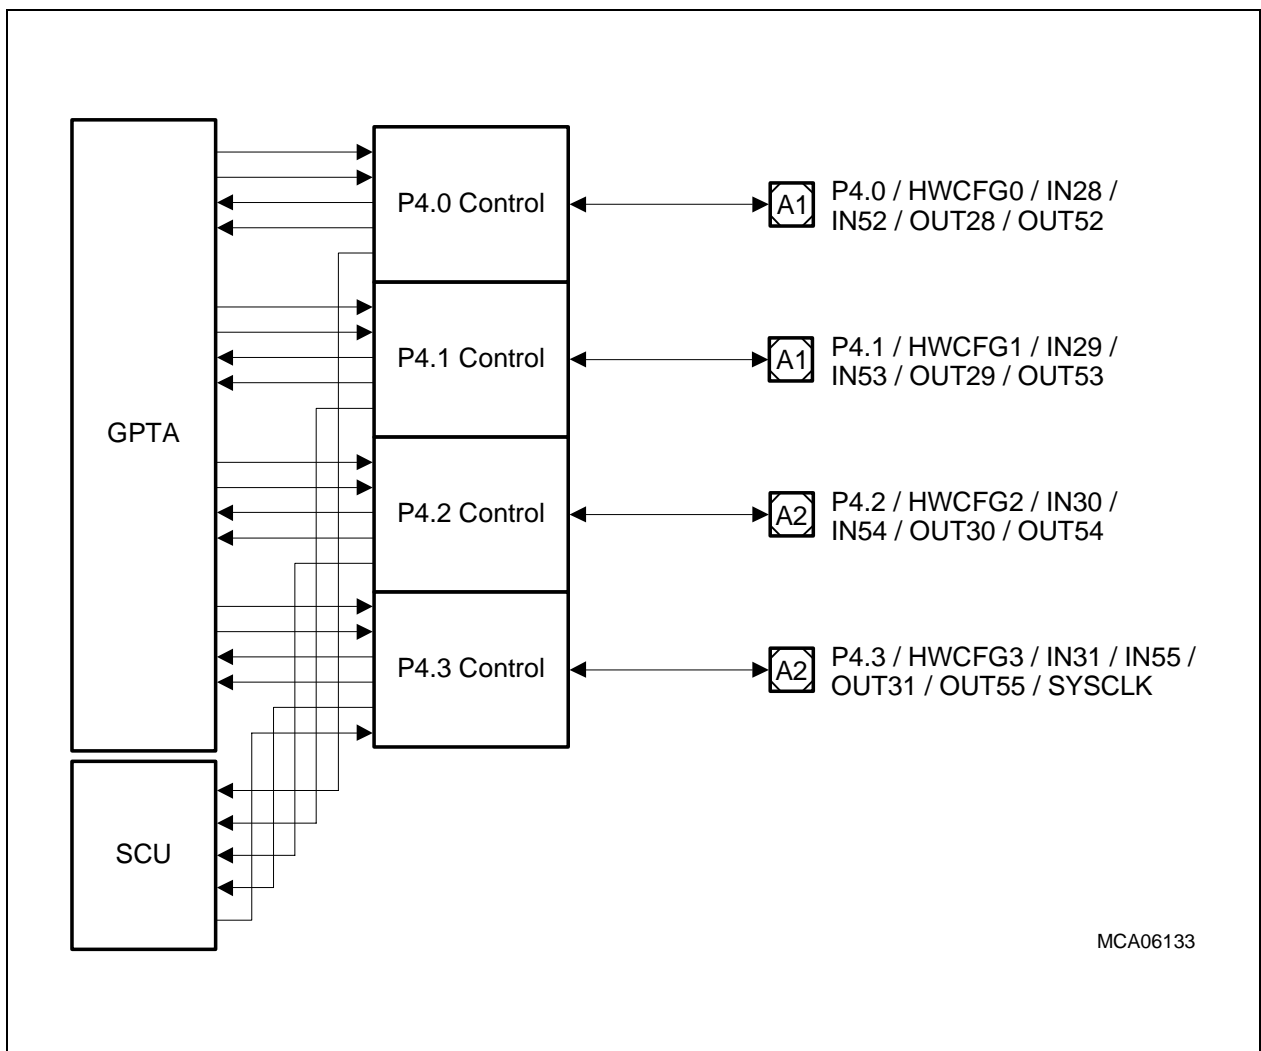 GPTA
SCU
P4.0 Control
P4.1 Control
P4.2 Control
P4.3 Control
A1
P4.0 / HWCFG0 / IN28 /
IN52 / OUT28 / OUT52
A1
P4.1 / HWCFG1 / IN29 /
IN53 / OUT29 / OUT53
A2
P4.2 / HWCFG2 / IN30 /
IN54 / OUT30 / OUT54
A2
P4.3 / HWCFG3 / IN31 / IN55 /
OUT31 / OUT55 / SYSCLK
MCA06133